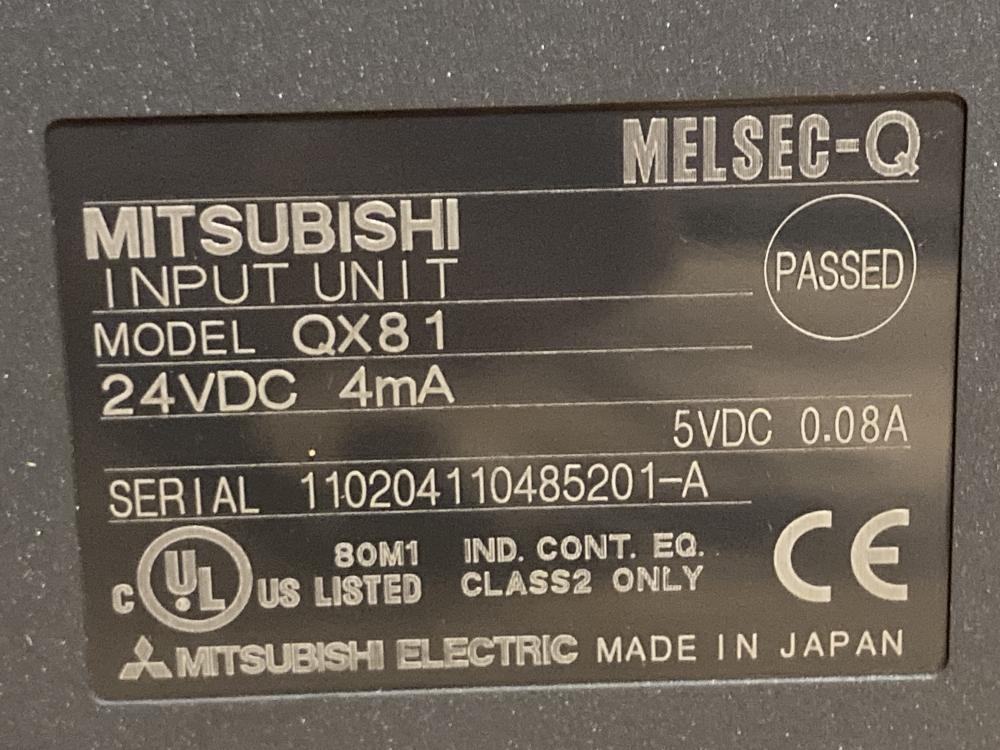 MELSEC-Q
MITSUBISHI
INPUT UNIT
PASSED
MODEL QX81
24VDC 4mA
5VDC 0.08A
SERIAL 110204110485201-A
C UL US LISTED
80M1 IND. CONT. EQ.
CLASS2 ONLY
CE
MITSUBISHI ELECTRIC MADE IN JAPAN